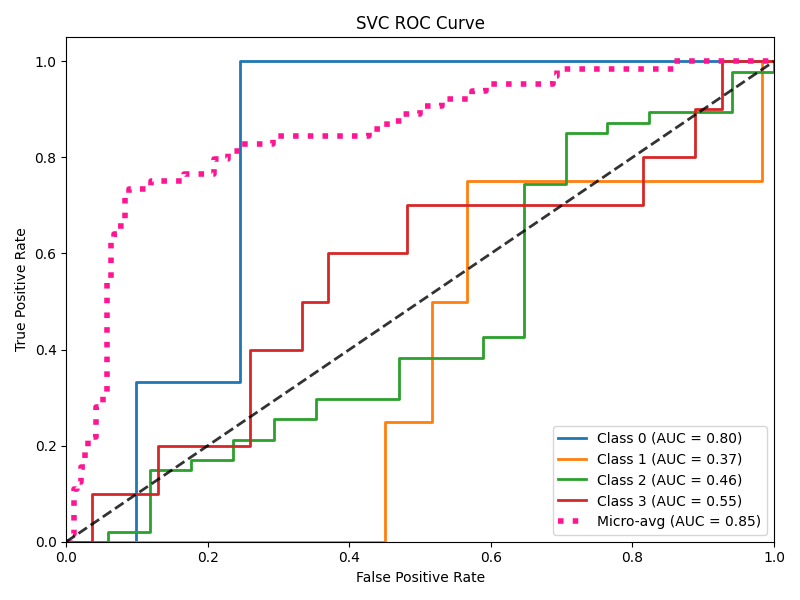 SVC ROC Curve
True Positive Rate
1.0
0.8
0.6
0.4
0.2
0.0
Class 0 (AUC = 0.80)
Class 1 (AUC = 0.37)
Class 2 (AUC = 0.46)
Class 3 (AUC = 0.55)
Micro-avg (AUC = 0.85)
0.0 0.2 0.4 0.6 0.8 1.0
False Positive Rate